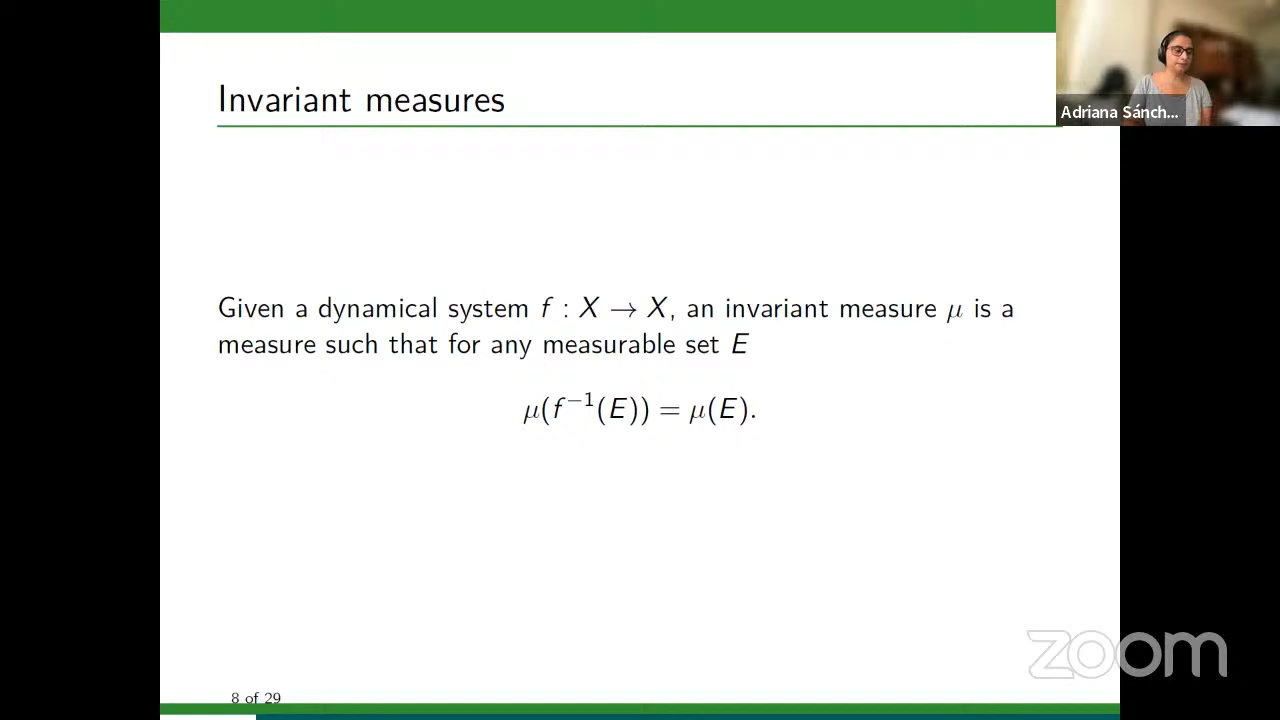 Invariant measures
Adriana Sánch...
Given a dynamical system f : X → X, an invariant measure μ is a
measure such that for any measurable set E
μ(f⁻¹(E)) = μ(E).
zoom
8 of 29